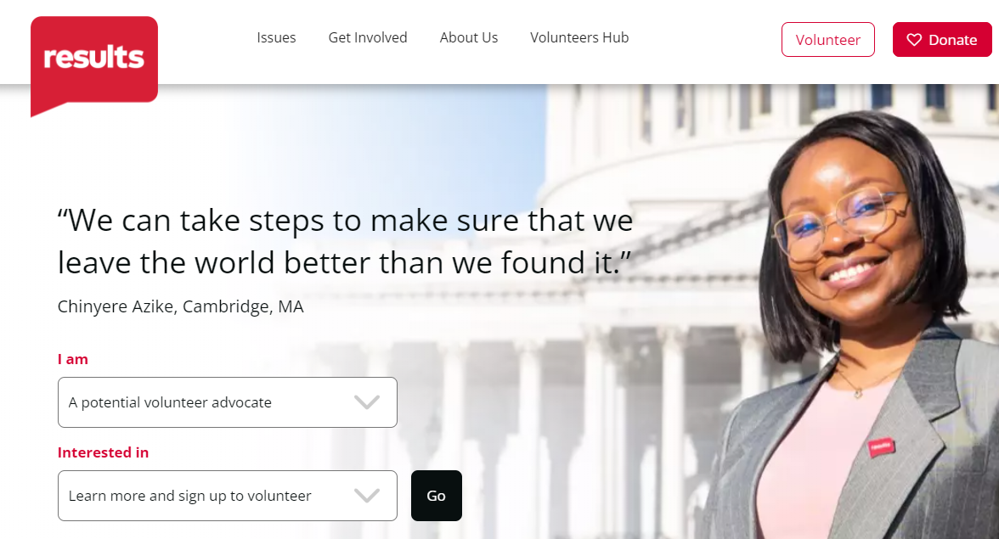 results
Issues
Get Involved
About Us
Volunteers Hub
Volunteer
Donate
“We can take steps to make sure that we
leave the world better than we found it.”
Chinyere Azike, Cambridge, MA
I am
A potential volunteer advocate
Interested in
Learn more and sign up to volunteer
Go
results